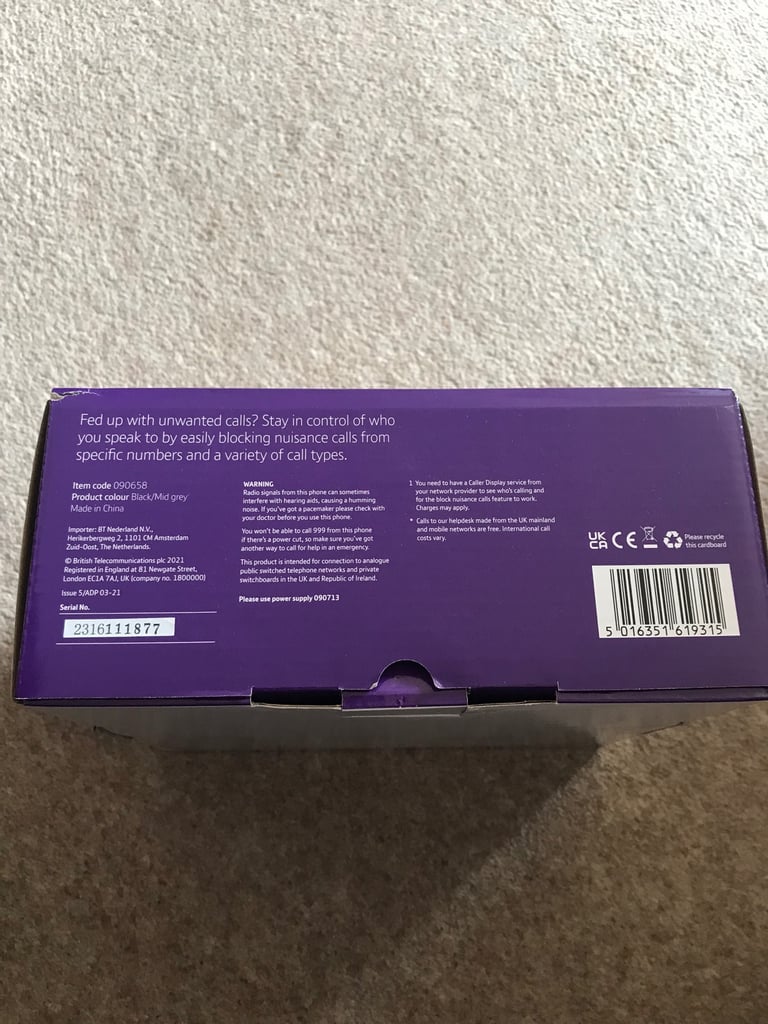 Fed up with unwanted calls? Stay in control of who
you speak to by easily blocking nuisance calls from
specific numbers and a variety of call types.
Item code 090658
Product colour Black/Mid grey
Made in China
Importer: BT Nederland N.V.,
Herikerbergweg 2, 1101 CM Amsterdam
Zuid-Oost, The Netherlands.
© British Telecommunications plc 2021
Registered in England at 81 Newgate Street,
London EC1A 7AJ, UK (company no. 1800000)
Issue 5/ADP 03-21
Serial No.
2316111877
WARNING
Radio signals from this phone can sometimes
interfere with hearing aids, causing a humming
noise. If you've got a pacemaker please check with
your doctor before you use this phone.
You won't be able to call 999 from this phone
if there's a power cut, so make sure you've got
another way to call for help in an emergency.
This product is intended for connection to analogue
public switched telephone networks and private
switchboards in the UK and Republic of Ireland.
Please use power supply 090713
1 You need to have a Caller Display service from
your network provider to see who's calling and
for the block nuisance calls feature to work.
Charges may apply.
* Calls to our helpdesk made from the UK mainland
and mobile networks are free. International call
costs vary.
UK
CA CE
Please recycle
this cardboard
5 016351 619315